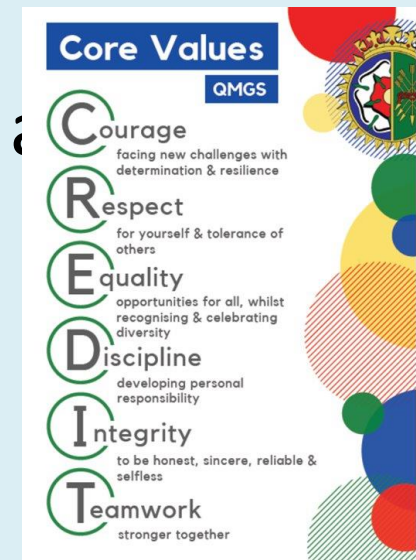 Core Values
QMGS
Courage
facing new challenges with
determination & resilience
Respect
for yourself & tolerance of
others
Equality
opportunities for all, whilst
recognising & celebrating
diversity
Discipline
developing personal
responsibility
Integrity
to be honest, sincere, reliable &
selfless
Teamwork
stronger together